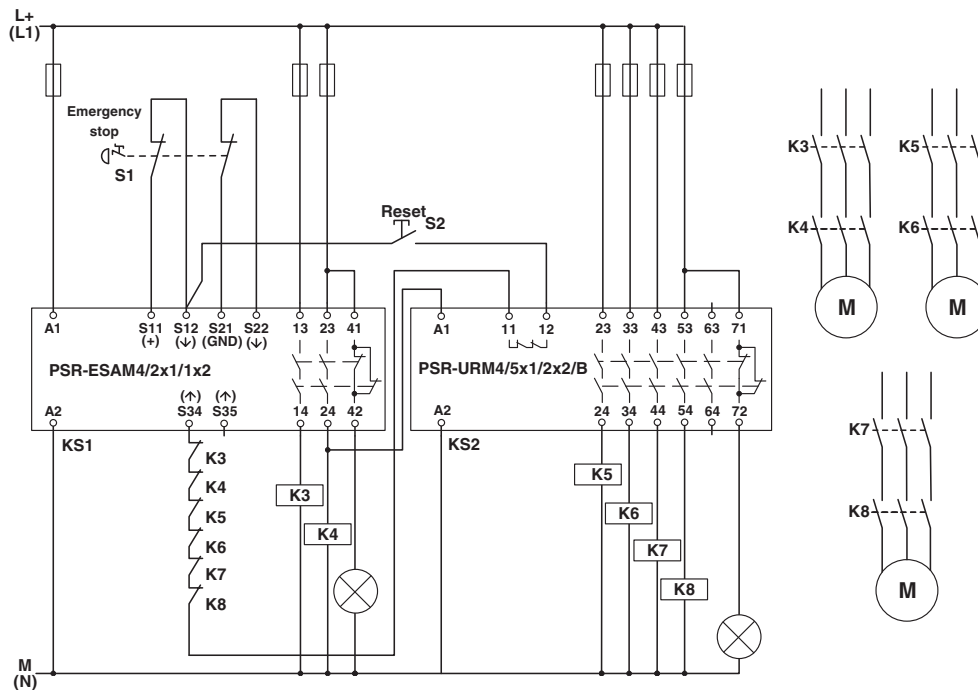 L+
(L1)
Emergency
stop
S1
Reset
S2
A1
S11
(+)
S12
(↓)
S21
(GND)
S22
(↓)
13
23
41
PSR-ESAM4/2x1/1x2
A2
(↑)
S34
(↑)
S35
14
24
42
KS1
A1
11
12
23
33
43
53
63
71
PSR-URM4/5x1/2x2/B
A2
24
34
44
54
64
72
KS2
K3
K4
K5
K6
K7
K8
K3
K4
K5
K6
K7
K8
M
(N)
K3
K4
M
K5
K6
M
K7
K8
M